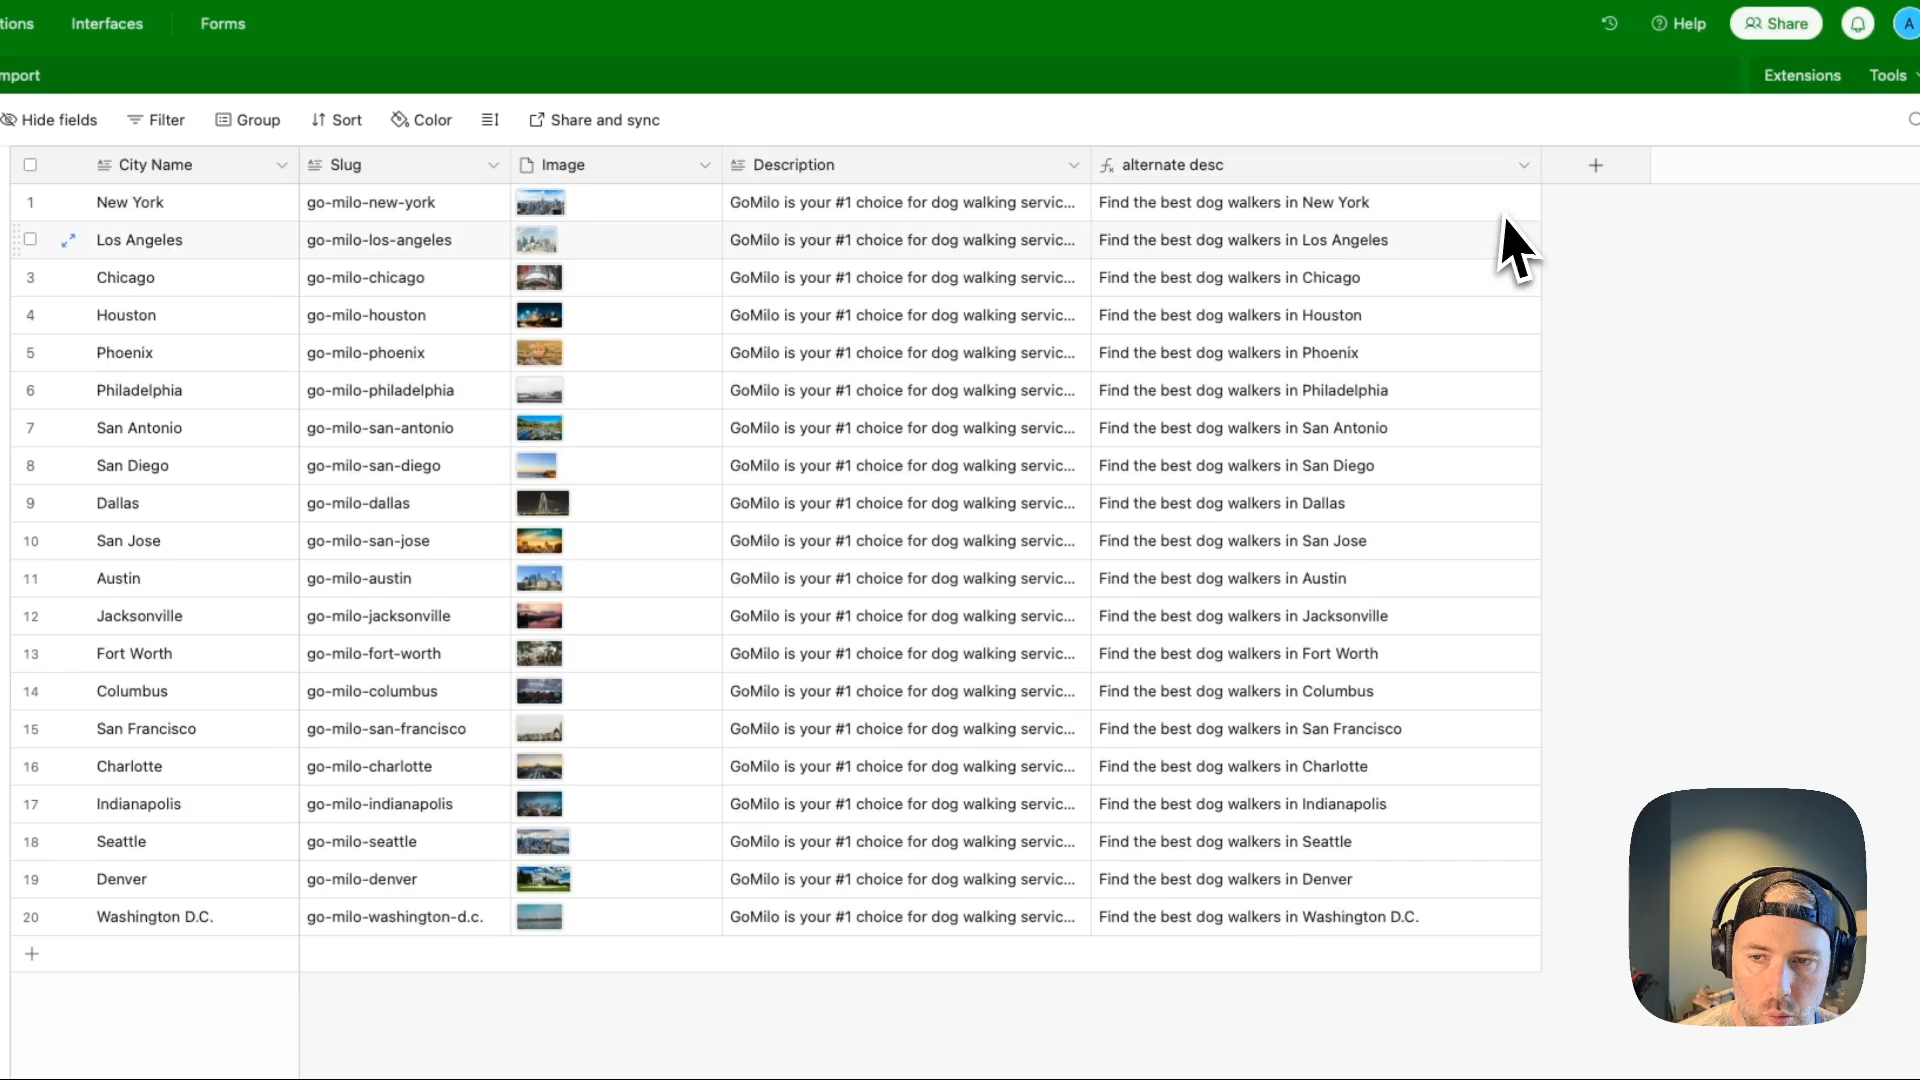 tions Interfaces Forms Help Share A
mport Extensions Tools
Hide fields Filter Group Sort Color Share and sync
City Name Slug Image Description alternate desc
1 New York go-milo-new-york GoMilo is your #1 choice for dog walking servic... Find the best dog walkers in New York
Los Angeles go-milo-los-angeles GoMilo is your #1 choice for dog walking servic... Find the best dog walkers in Los Angeles
3 Chicago go-milo-chicago GoMilo is your #1 choice for dog walking servic... Find the best dog walkers in Chicago
4 Houston go-milo-houston GoMilo is your #1 choice for dog walking servic... Find the best dog walkers in Houston
5 Phoenix go-milo-phoenix GoMilo is your #1 choice for dog walking servic... Find the best dog walkers in Phoenix
6 Philadelphia go-milo-philadelphia GoMilo is your #1 choice for dog walking servic... Find the best dog walkers in Philadelphia
7 San Antonio go-milo-san-antonio GoMilo is your #1 choice for dog walking servic... Find the best dog walkers in San Antonio
8 San Diego go-milo-san-diego GoMilo is your #1 choice for dog walking servic... Find the best dog walkers in San Diego
9 Dallas go-milo-dallas GoMilo is your #1 choice for dog walking servic... Find the best dog walkers in Dallas
10 San Jose go-milo-san-jose GoMilo is your #1 choice for dog walking servic... Find the best dog walkers in San Jose
11 Austin go-milo-austin GoMilo is your #1 choice for dog walking servic... Find the best dog walkers in Austin
12 Jacksonville go-milo-jacksonville GoMilo is your #1 choice for dog walking servic... Find the best dog walkers in Jacksonville
13 Fort Worth go-milo-fort-worth GoMilo is your #1 choice for dog walking servic... Find the best dog walkers in Fort Worth
14 Columbus go-milo-columbus GoMilo is your #1 choice for dog walking servic... Find the best dog walkers in Columbus
15 San Francisco go-milo-san-francisco GoMilo is your #1 choice for dog walking servic... Find the best dog walkers in San Francisco
16 Charlotte go-milo-charlotte GoMilo is your #1 choice for dog walking servic... Find the best dog walkers in Charlotte
17 Indianapolis go-milo-indianapolis GoMilo is your #1 choice for dog walking servic... Find the best dog walkers in Indianapolis
18 Seattle go-milo-seattle GoMilo is your #1 choice for dog walking servic... Find the best dog walkers in Seattle
19 Denver go-milo-denver GoMilo is your #1 choice for dog walking servic... Find the best dog walkers in Denver
20 Washington D.C. go-milo-washington-d.c. GoMilo is your #1 choice for dog walking servic... Find the best dog walkers in Washington D.C.